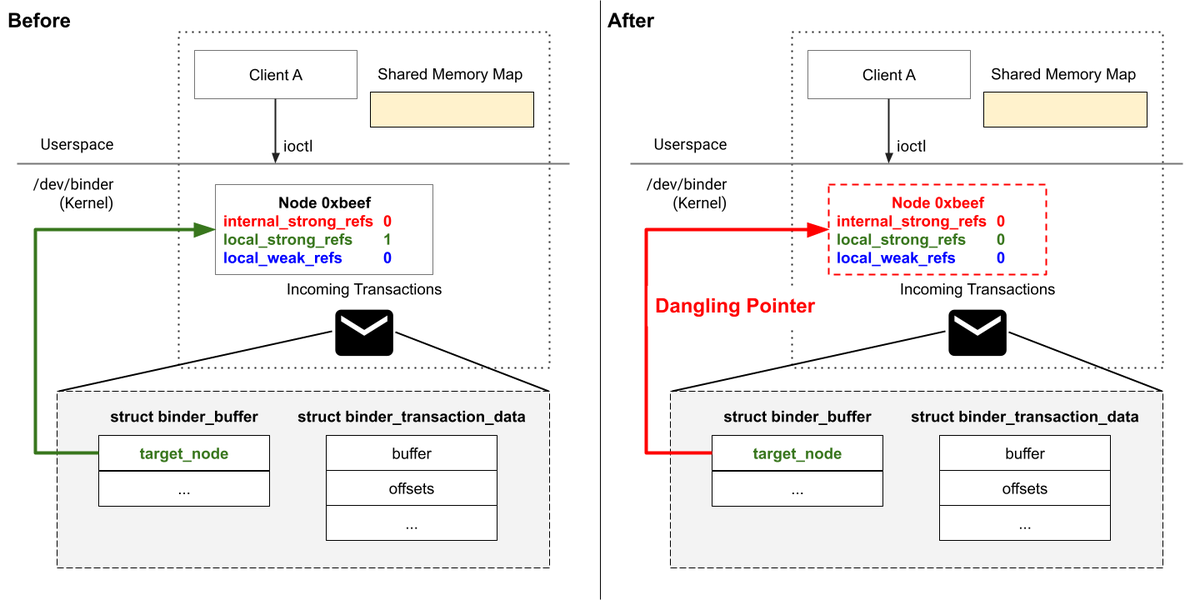 Before
Client A
Shared Memory Map
Userspace
ioctl
/dev/binder
(Kernel)
Node 0xbeef
internal_strong_refs 0
local_strong_refs 1
local_weak_refs 0
Incoming Transactions
struct binder_buffer
struct binder_transaction_data
target_node
buffer
...
offsets
...
After
Client A
Shared Memory Map
Userspace
ioctl
/dev/binder
(Kernel)
Node 0xbeef
internal_strong_refs 0
local_strong_refs 0
local_weak_refs 0
Incoming Transactions
Dangling Pointer
struct binder_buffer
struct binder_transaction_data
target_node
buffer
...
offsets
...